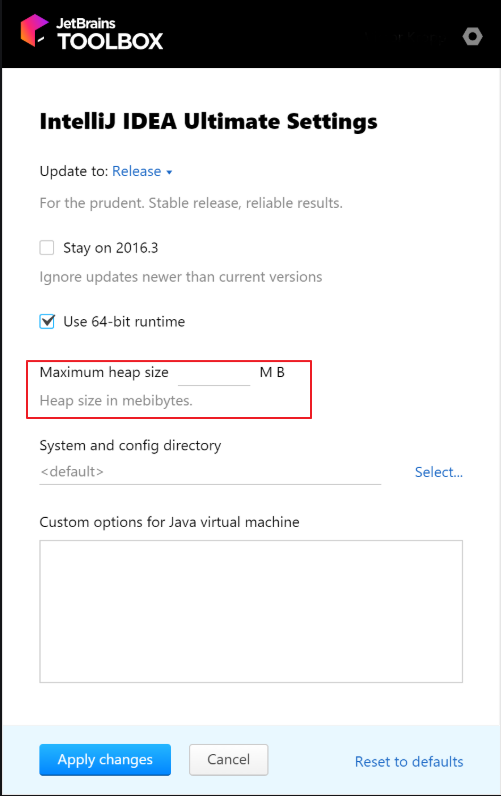 JetBrains
TOOLBOX
IntelliJ IDEA Ultimate Settings
Update to: Release
For the prudent. Stable release, reliable results.
Stay on 2016.3
Ignore updates newer than current versions
Use 64-bit runtime
Maximum heap size M B
Heap size in mebibytes.
System and config directory
<default> Select...
Custom options for Java virtual machine
Apply changes Cancel Reset to defaults